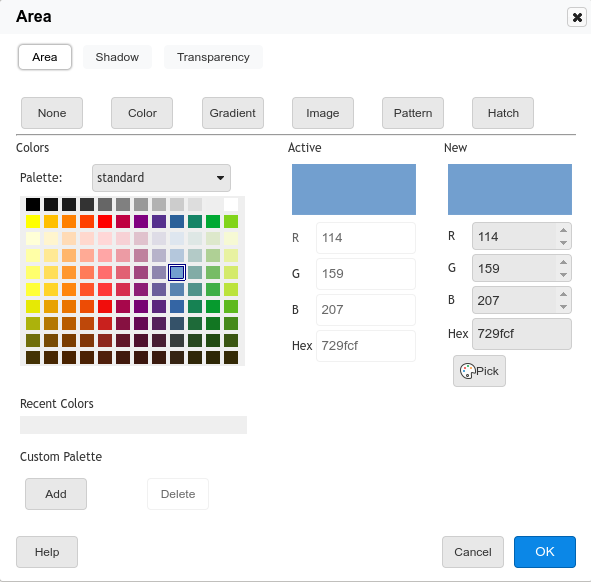 Area
Area Shadow Transparency
None Color Gradient Image Pattern Hatch
Colors Active New
Palette: standard
R 114 R 114
G 159 G 159
B 207 B 207
Hex 729fcf Hex 729fcf
Pick
Recent Colors
Custom Palette
Add Delete
Help Cancel OK